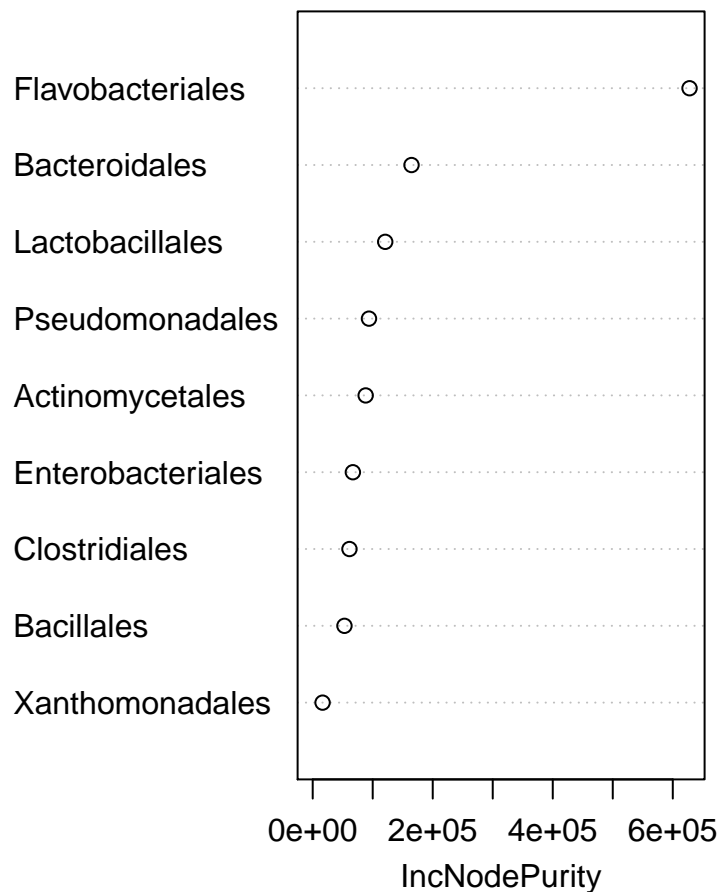 Flavobacteriales
Bacteroidales
Lactobacillales
Pseudomonadales
Actinomycetales
Enterobacteriales
Clostridiales
Bacillales
Xanthomonadales
0e+00 2e+05 4e+05 6e+05
IncNodePurity